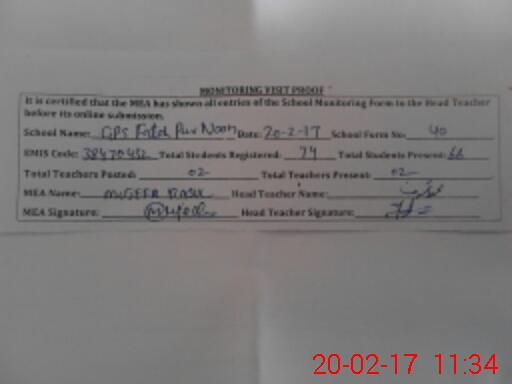 MONITORING VISIT PROOF
It is certified that the MEA has shown all entries of the School Monitoring Form to the Head Teacher
before its online submission.
School Name: GPS Fateh Pur Noon Date: 20-2-17 School Form No: 40
EMIS Code: 38470452 Total Students Registered: 74 Total Students Present: 66
Total Teachers Posted: 02 Total Teachers Present: 02
MEA Name: Head Teacher Name:
MEA Signature: Head Teacher Signature:
20-02-17 11:34